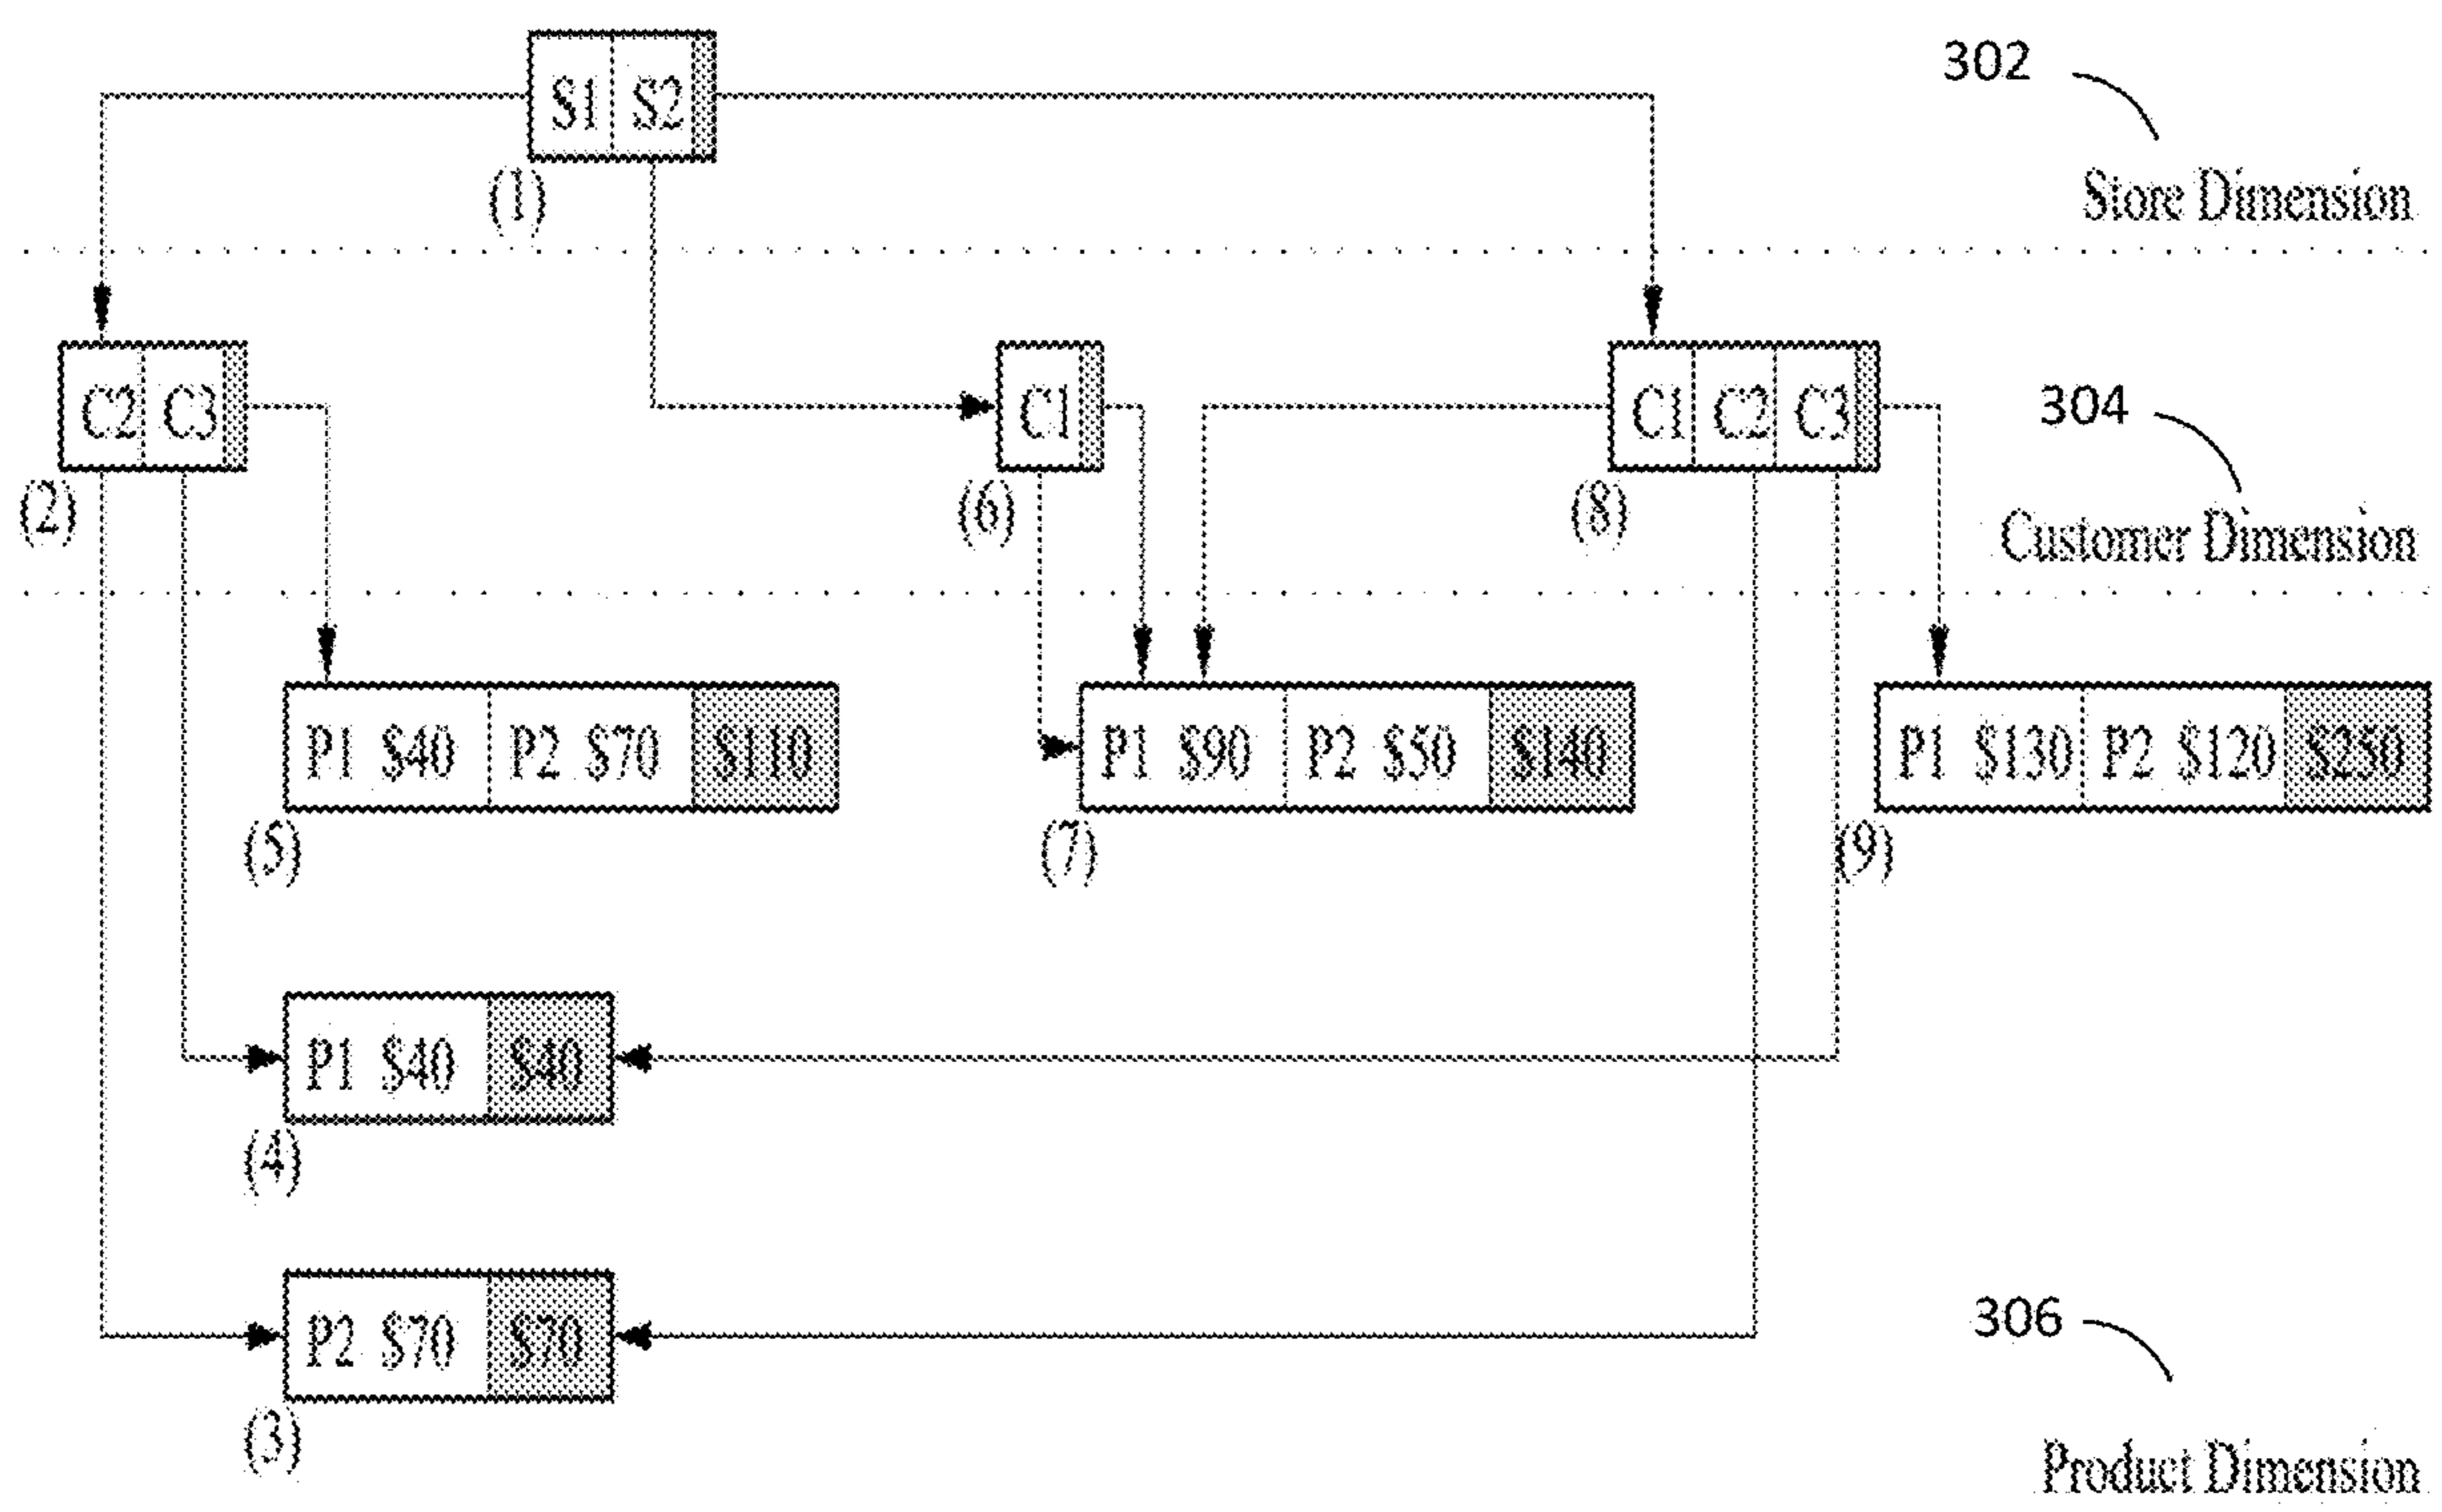 302
S1 S2
(1)
Store Dimension
C2 C3
C1
C1 C2 C3
304
(2)
(6)
(8)
Customer Dimension
P1 $40 P2 $70 $110
P1 $90 P2 $50 $140
P1 $130 P2 $120 $250
(5)
(7)
(9)
P1 $40 $40
(4)
306
P2 $70 $70
(3)
Product Dimension